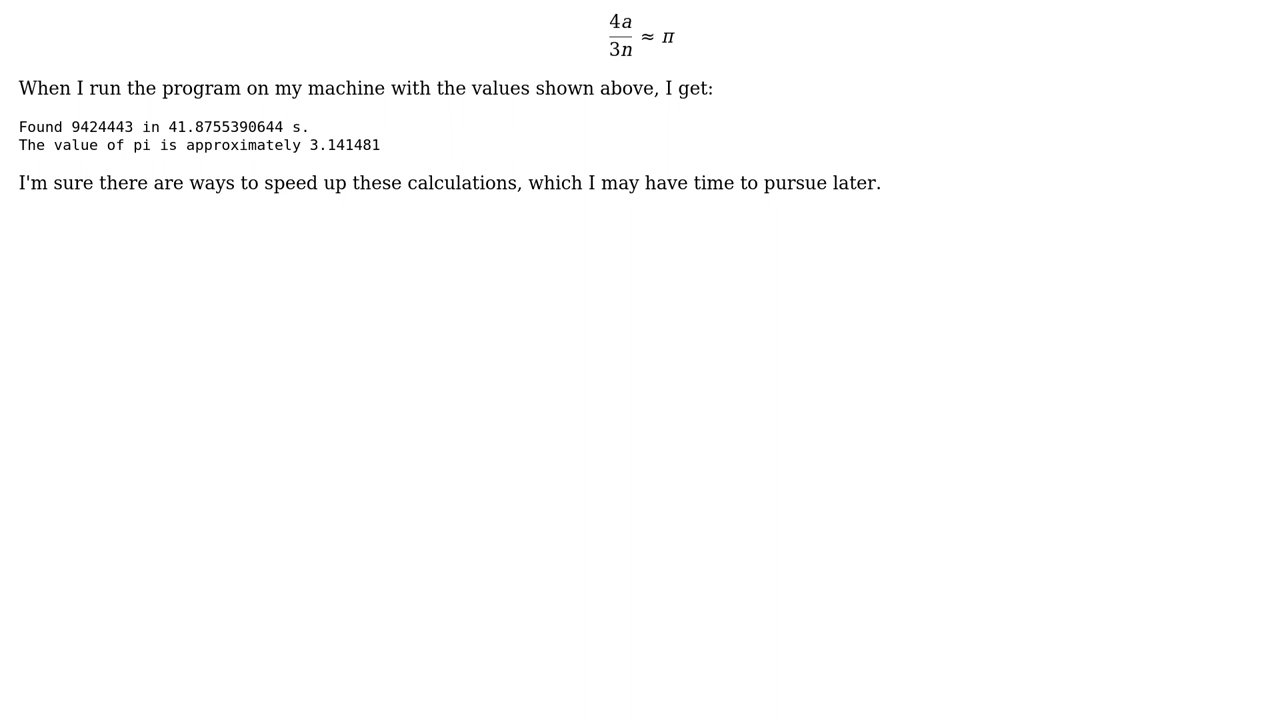 4a
3n ≈ π
When I run the program on my machine with the values shown above, I get:
Found 9424443 in 41.8755390644 s.
The value of pi is approximately 3.141481
I'm sure there are ways to speed up these calculations, which I may have time to pursue later.